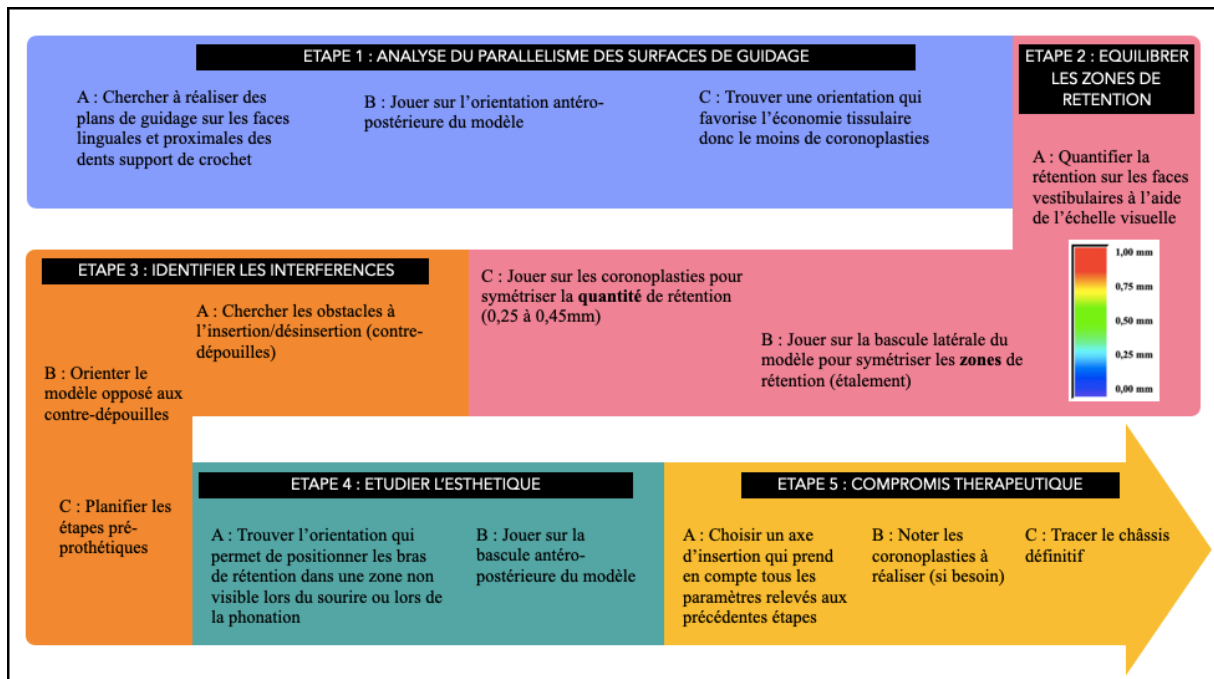 ETAPE 1 : ANALYSE DU PARALLELISME DES SURFACES DE GUIDAGE
A : Chercher à réaliser des
plans de guidage sur les faces
linguales et proximales des
dents support de crochet
B : Jouer sur l’orientation antéro-
postérieure du modèle
C : Trouver une orientation qui
favorise l’économie tissulaire
donc le moins de coronoplasties
ETAPE 2 : EQUILIBRER
LES ZONES DE
RETENTION
A : Quantifier la
rétention sur les faces
vestibulaires à l’aide
de l’échelle visuelle
1,00 mm
0,75 mm
0,50 mm
0,25 mm
0,00 mm
B : Jouer sur la bascule latérale du
modèle pour symétriser les zones de
rétention (étalement)
C : Jouer sur les coronoplasties pour
symétriser la quantité de rétention
(0,25 à 0,45mm)
ETAPE 3 : IDENTIFIER LES INTERFERENCES
A : Chercher les obstacles à
l’insertion/désinsertion (contre-
dépouilles)
B : Orienter le
modèle opposé aux
contre-dépouilles
C : Planifier les
étapes pré-
prothétiques
ETAPE 4 : ETUDIER L’ESTHETIQUE
A : Trouver l’orientation qui
permet de positionner les bras
de rétention dans une zone non
visible lors du sourire ou lors de
la phonation
B : Jouer sur la
bascule antéro-
postérieure du modèle
ETAPE 5 : COMPROMIS THERAPEUTIQUE
A : Choisir un axe
d’insertion qui prend
en compte tous les
paramètres relevés aux
précédentes étapes
B : Noter les
coronoplasties à
réaliser (si besoin)
C : Tracer le châssis
définitif